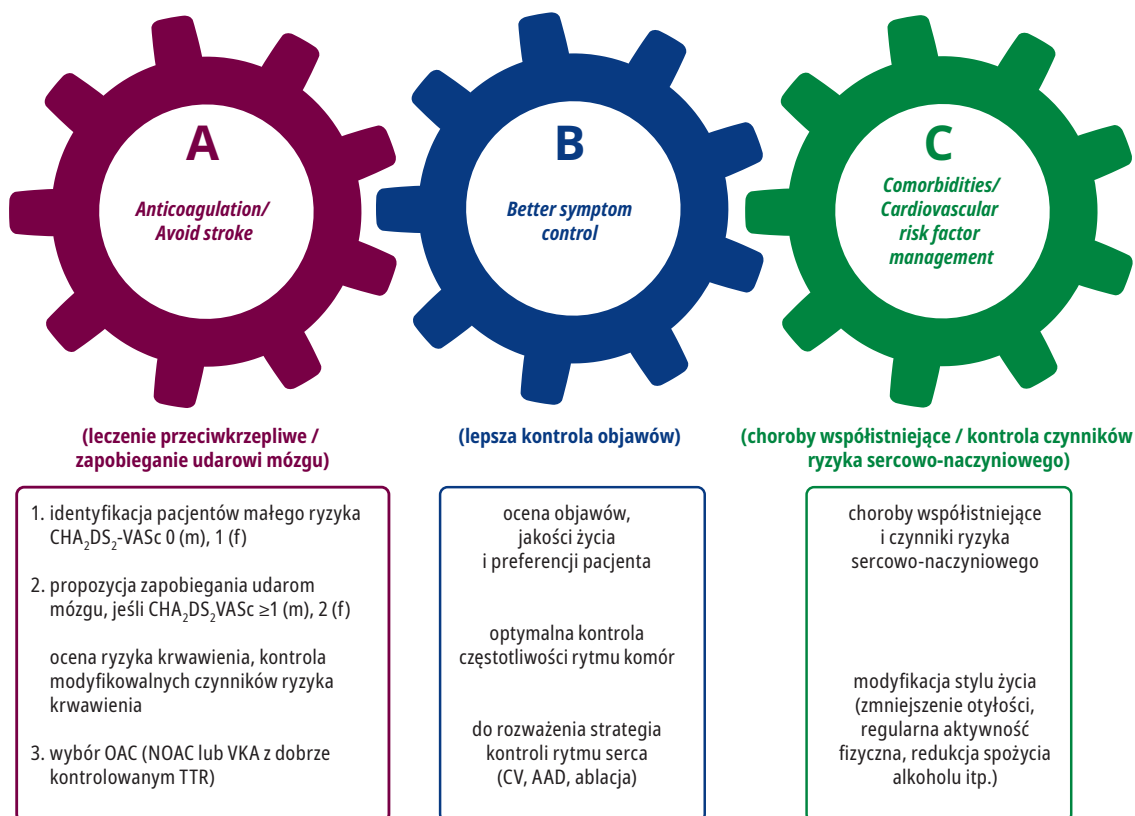 A
Anticoagulation/
Avoid stroke
(leczenie przeciwkrzepliwe /
zapobieganie udarowi mózgu)
1. identyfikacja pacjentów małego ryzyka
CHA₂DS₂-VASc 0 (m), 1 (f)
2. propozycja zapobiegania udarom
mózgu, jeśli CHA₂DS₂VASc ≥1 (m), 2 (f)
ocena ryzyka krwawienia, kontrola
modyfikowalnych czynników ryzyka
krwawienia
3. wybór OAC (NOAC lub VKA z dobrze
kontrolowanym TTR)
B
Better symptom
control
(lepsza kontrola objawów)
ocena objawów,
jakości życia
i preferencji pacjenta
optymalna kontrola
częstotliwości rytmu komór
do rozważenia strategia
kontroli rytmu serca
(CV, AAD, ablacja)
C
Comorbidities/
Cardiovascular
risk factor
management
(choroby współistniejące / kontrola czynników
ryzyka sercowo-naczyniowego)
choroby współistniejące
i czynniki ryzyka
sercowo-naczyniowego
modyfikacja stylu życia
(zmniejszenie otyłości,
regularna aktywność
fizyczna, redukcja spożycia
alkoholu itp.)